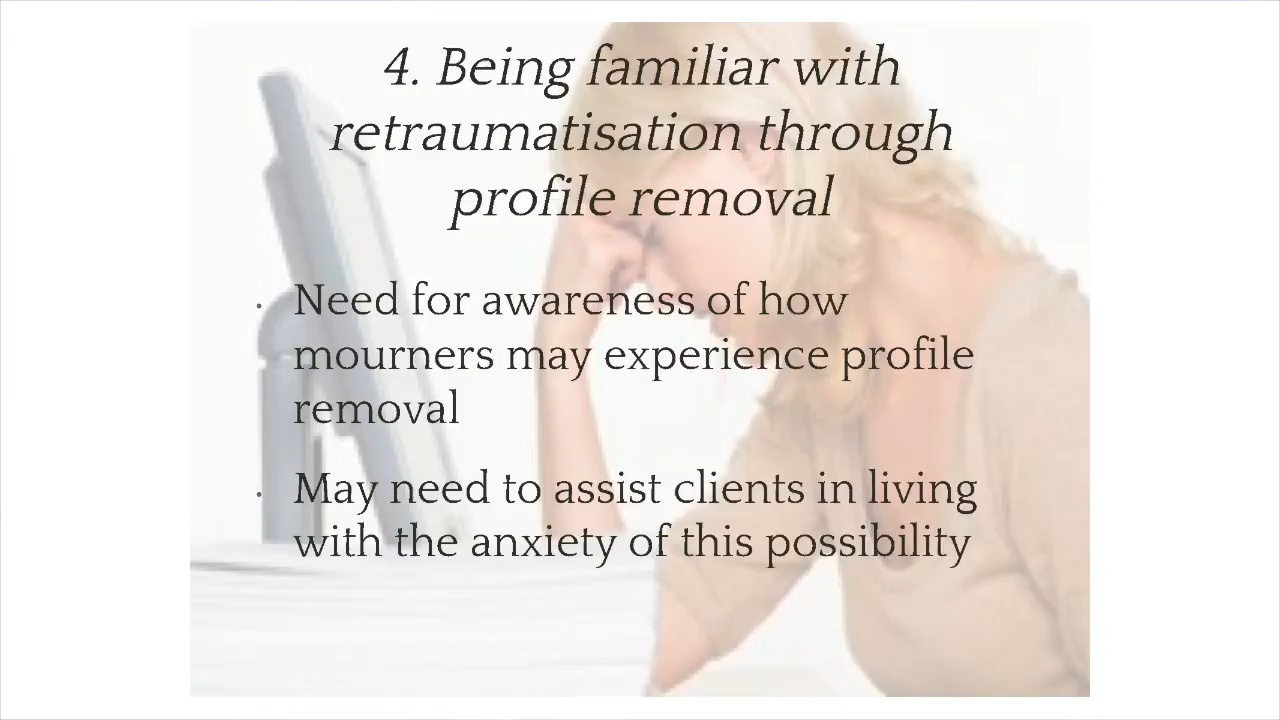 4. Being familiar with
retraumatisation through
profile removal
· Need for awareness of how
mourners may experience profile
removal
· May need to assist clients in living
with the anxiety of this possibility